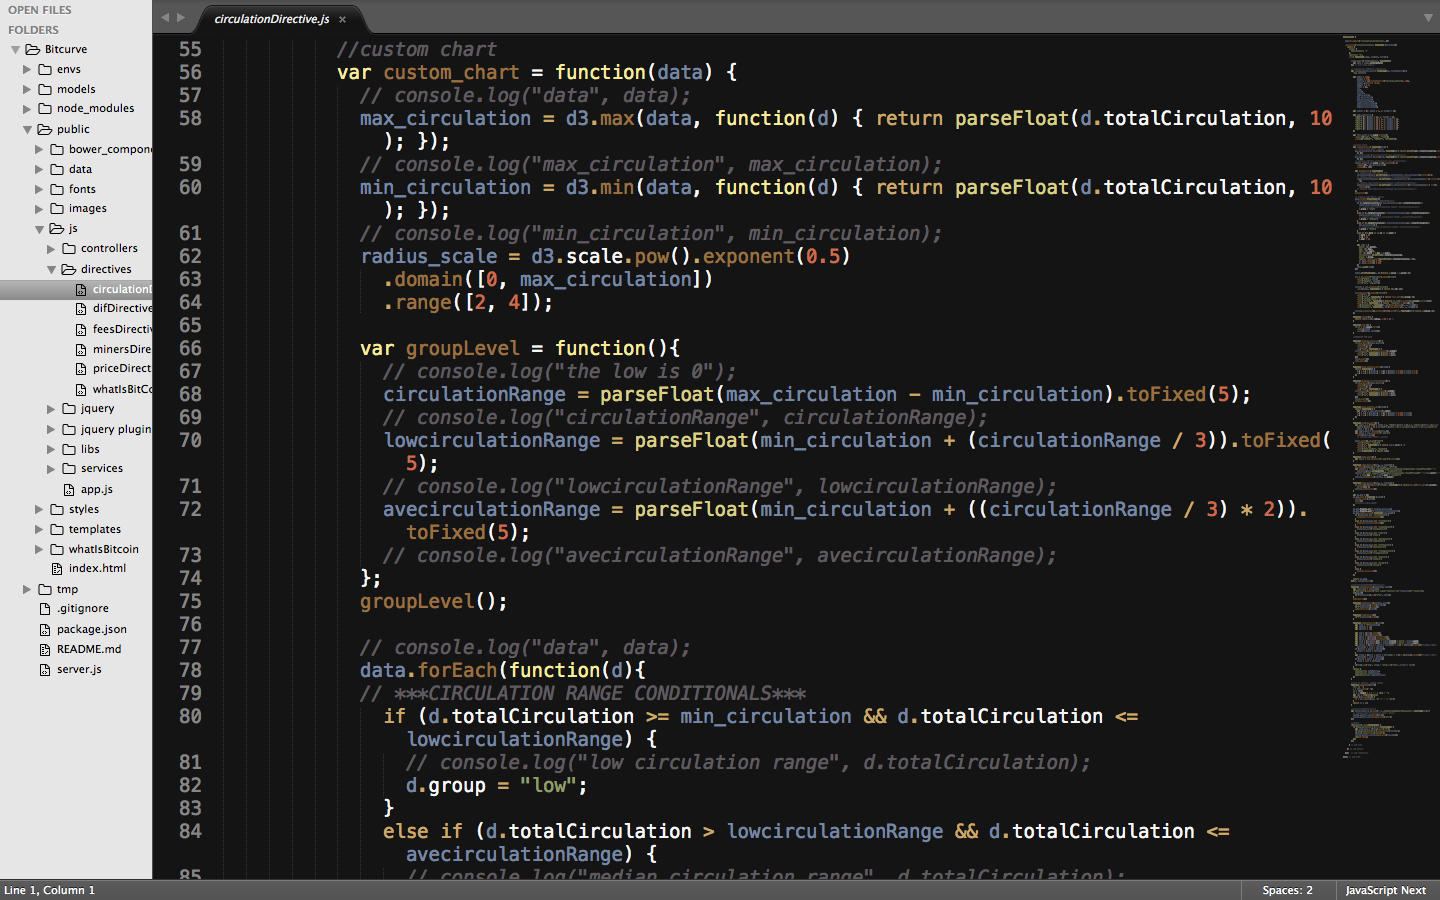 OPEN FILES
FOLDERS
Bitcurve
envs
models
node_modules
public
bower_compone
data
fonts
images
js
controllers
directives
circulationD
difDirective
feesDirectiv
minersDire
priceDirect
whatIsBitCo
jquery
jquery plugin
libs
services
app.js
styles
templates
whatIsBitcoin
index.html
tmp
.gitignore
package.json
README.md
server.js
circulationDirective.js ×
55 //custom chart
56 var custom_chart = function(data) {
57 // console.log("data", data);
58 max_circulation = d3.max(data, function(d) { return parseFloat(d.totalCirculation, 10
); });
59 // console.log("max_circulation", max_circulation);
60 min_circulation = d3.min(data, function(d) { return parseFloat(d.totalCirculation, 10
); });
61 // console.log("min_circulation", min_circulation);
62 radius_scale = d3.scale.pow().exponent(0.5)
63 .domain([0, max_circulation])
64 .range([2, 4]);
65
66 var groupLevel = function(){
67 // console.log("the low is 0");
68 circulationRange = parseFloat(max_circulation - min_circulation).toFixed(5);
69 // console.log("circulationRange", circulationRange);
70 lowcirculationRange = parseFloat(min_circulation + (circulationRange / 3)).toFixed(
5);
71 // console.log("lowcirculationRange", lowcirculationRange);
72 avecirculationRange = parseFloat(min_circulation + ((circulationRange / 3) * 2)).
toFixed(5);
73 // console.log("avecirculationRange", avecirculationRange);
74 };
75 groupLevel();
76
77 // console.log("data", data);
78 data.forEach(function(d){
79 // ***CIRCULATION RANGE CONDITIONALS***
80 if (d.totalCirculation >= min_circulation && d.totalCirculation <=
lowcirculationRange) {
81 // console.log("low circulation range", d.totalCirculation);
82 d.group = "low";
83 }
84 else if (d.totalCirculation > lowcirculationRange && d.totalCirculation <=
avecirculationRange) {
85 // console.log("median circulation range", d.totalCirculation);
Line 1, Column 1
Spaces: 2
JavaScript Next